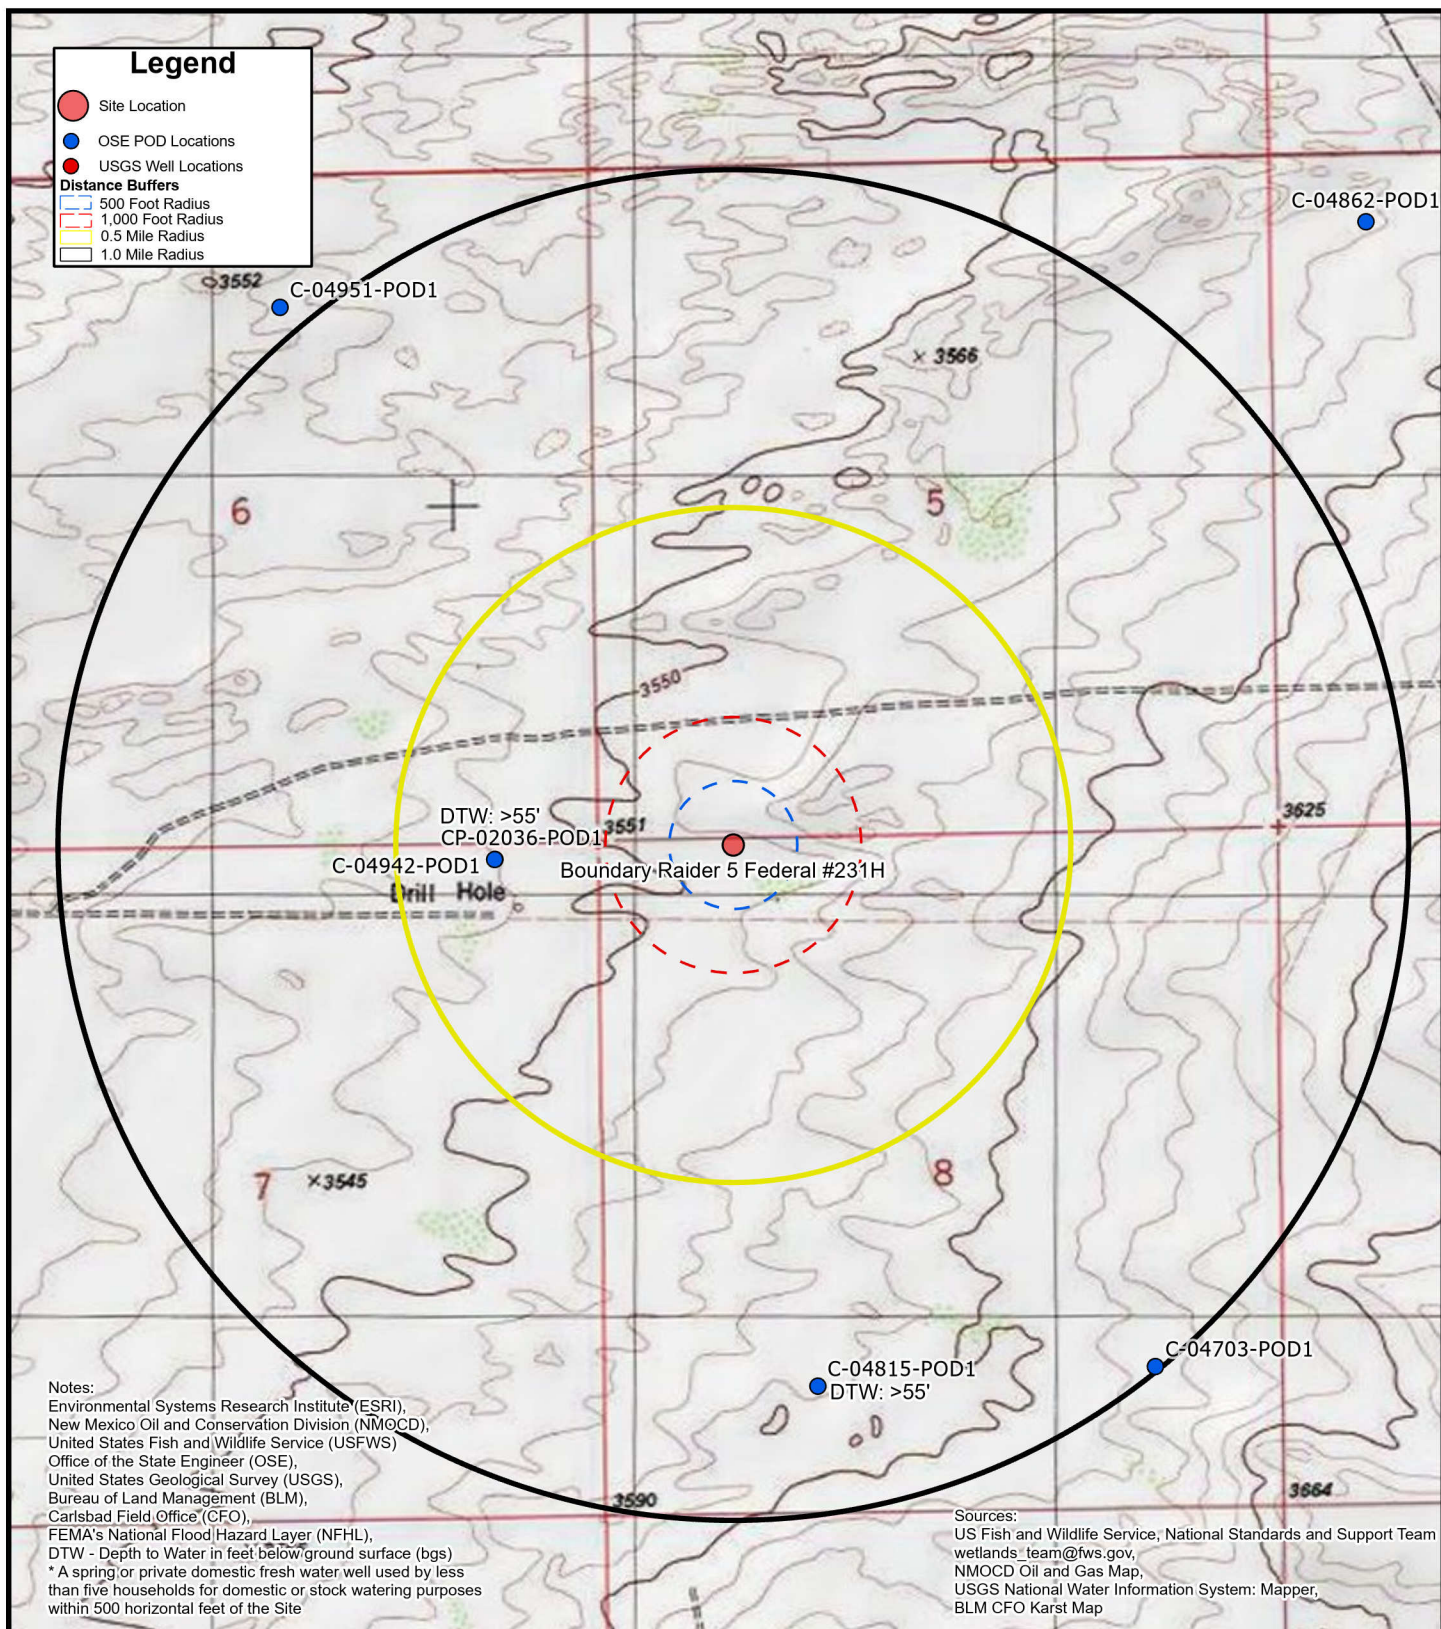 Legend
Site Location
OSE POD Locations
USGS Well Locations
Distance Buffers
500 Foot Radius
1,000 Foot Radius
0.5 Mile Radius
1.0 Mile Radius
C-04862-POD1
3552
C-04951-POD1
3566
6
5
3550
DTW: >55'
CP-02036-POD1
3551
3625
C-04942-POD1
Boundary Raider 5 Federal #231H
Drill Hole
7
3545
8
C-04703-POD1
C-04815-POD1
DTW: >55'
3590
3664
Notes:
Environmental Systems Research Institute (ESRI),
New Mexico Oil and Conservation Division (NMOCD),
United States Fish and Wildlife Service (USFWS)
Office of the State Engineer (OSE),
United States Geological Survey (USGS),
Bureau of Land Management (BLM),
Carlsbad Field Office (CFO),
FEMA's National Flood Hazard Layer (NFHL),
DTW - Depth to Water in feet below ground surface (bgs)
* A spring or private domestic fresh water well used by less
than five households for domestic or stock watering purposes
within 500 horizontal feet of the Site
Sources:
US Fish and Wildlife Service, National Standards and Support Team
wetlands_team@fws.gov,
NMOCD Oil and Gas Map,
USGS National Water Information System: Mapper,
BLM CFO Karst Map